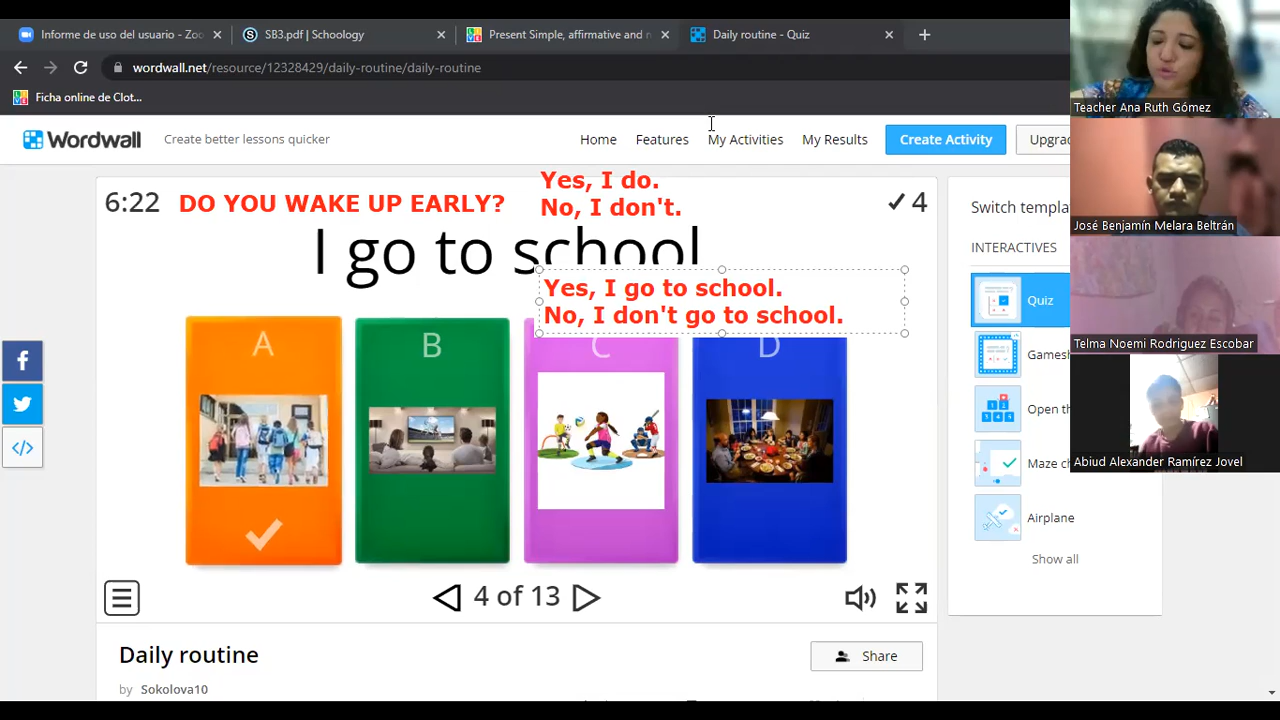 Informe de uso del usuario - Zoo
SB3.pdf | Schoology
Present Simple, affirmative and n
Daily routine - Quiz
wordwall.net/resource/12328429/daily-routine/daily-routine
Ficha online de Clot...
Wordwall
Create better lessons quicker
Home
Features
My Activities
My Results
Create Activity
Upgrad
Teacher Ana Ruth Gómez
José Benjamín Melara Beltrán
Telma Noemi Rodriguez Escobar
Abiud Alexander Ramírez Jovel
6:22
DO YOU WAKE UP EARLY?
Yes, I do.
No, I don't.
4
I go to school
Yes, I go to school.
No, I don't go to school.
A
B
C
D
4 of 13
Switch templa
INTERACTIVES
Quiz
Gamesh
Open th
Maze ch
Airplane
Show all
Daily routine
Share
by Sokolova10